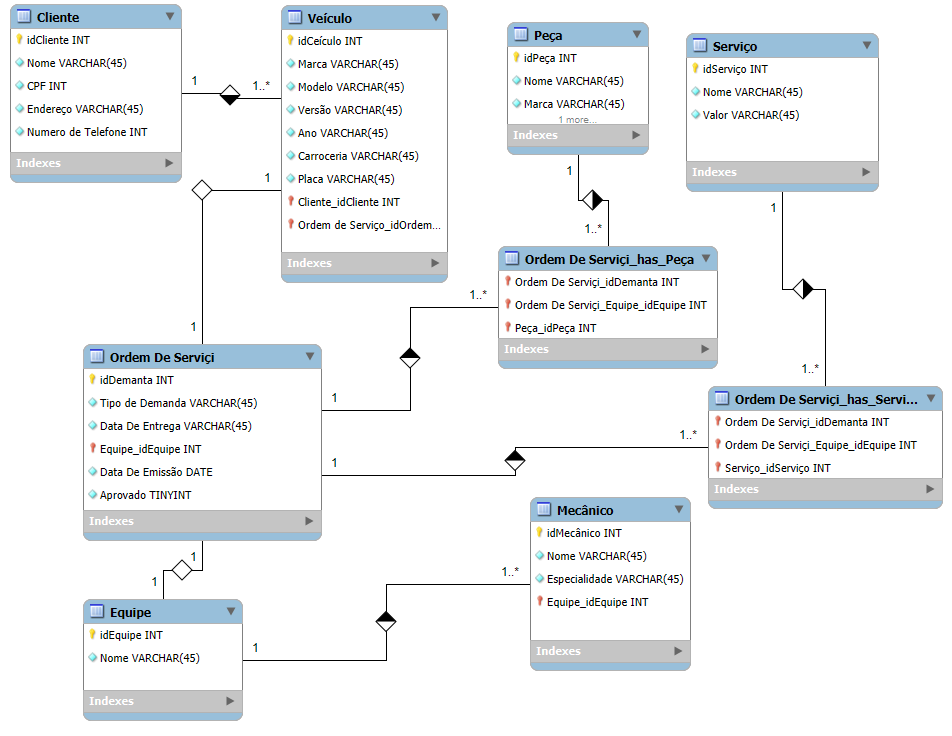 Cliente
idCliente INT
Nome VARCHAR(45)
CPF INT
Endereço VARCHAR(45)
Numero de Telefone INT
Indexes
1
1..*
Veículo
idCeículo INT
Marca VARCHAR(45)
Modelo VARCHAR(45)
Versão VARCHAR(45)
Ano VARCHAR(45)
Carroceria VARCHAR(45)
Placa VARCHAR(45)
Cliente_idCliente INT
Ordem de Serviço_idOrdem...
Indexes
1
1
Peça
idPeça INT
Nome VARCHAR(45)
Marca VARCHAR(45)
1 more...
Indexes
1
1..*
Serviço
idServiço INT
Nome VARCHAR(45)
Valor VARCHAR(45)
Indexes
1
1..*
Ordem De Serviçi_has_Peça
Ordem De Serviçi_idDemanta INT
Ordem De Serviçi_Equipe_idEquipe INT
Peça_idPeça INT
Indexes
1..*
1
Ordem De Serviçi
idDemanta INT
Tipo de Demanda VARCHAR(45)
Data De Entrega VARCHAR(45)
Equipe_idEquipe INT
Data De Emissão DATE
Aprovado TINYINT
Indexes
1
1..*
Ordem De Serviçi_has_Servi...
Ordem De Serviçi_idDemanta INT
Ordem De Serviçi_Equipe_idEquipe INT
Serviço_idServiço INT
Indexes
1
1
Mecânico
idMecânico INT
Nome VARCHAR(45)
Especialidade VARCHAR(45)
Equipe_idEquipe INT
Indexes
1..*
1
Equipe
idEquipe INT
Nome VARCHAR(45)
Indexes